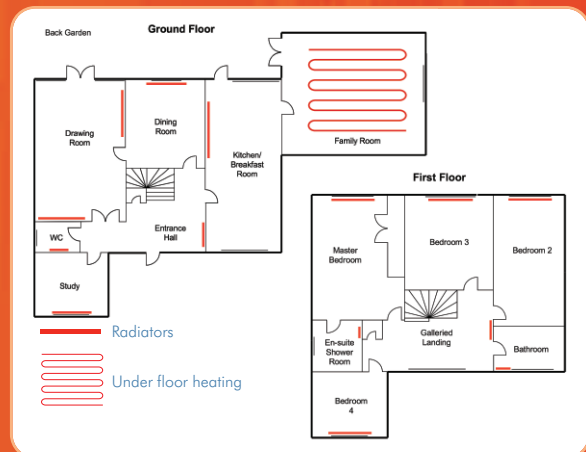 Back Garden
Ground Floor
Drawing
Room
Dining
Room
Kitchen/
Breakfast
Room
Family Room
Entrance
Hall
WC
Study
Radiators
Under floor heating
First Floor
Master
Bedroom
Bedroom 3
Bedroom 2
En-suite
Shower
Room
Galleried
Landing
Bathroom
Bedroom
4